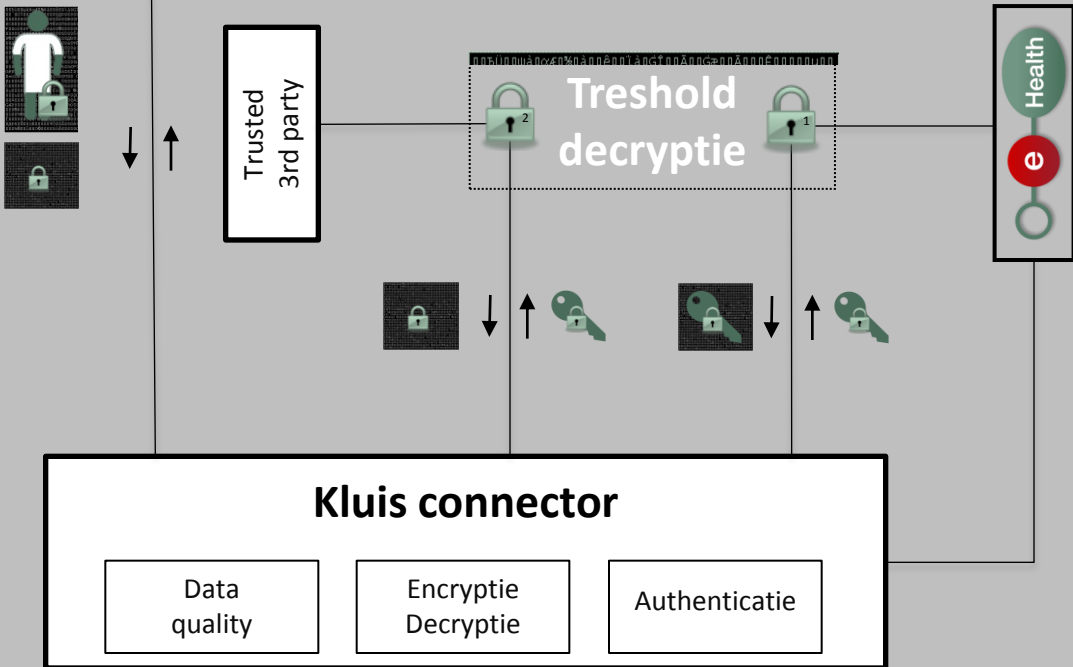 Trusted
3rd party
Treshold
decryptie
2
1
Health
e
Kluis connector
Data
quality
Encryptie
Decryptie
Authenticatie